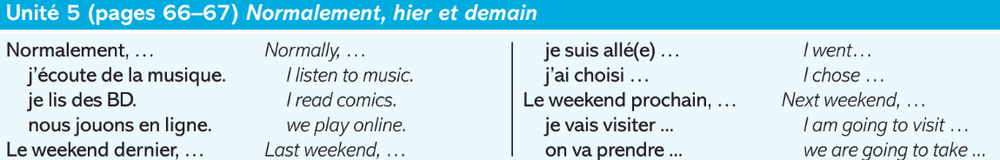 Unité 5 (pages 66–67) Normalement, hier et demain
Normalement, … Normally, …
j'écoute de la musique. I listen to music.
je lis des BD. I read comics.
nous jouons en ligne. we play online.
Le weekend dernier, … Last weekend, …
je suis allé(e) … I went…
j'ai choisi … I chose …
Le weekend prochain, … Next weekend, …
je vais visiter ... I am going to visit …
on va prendre ... we are going to take ...